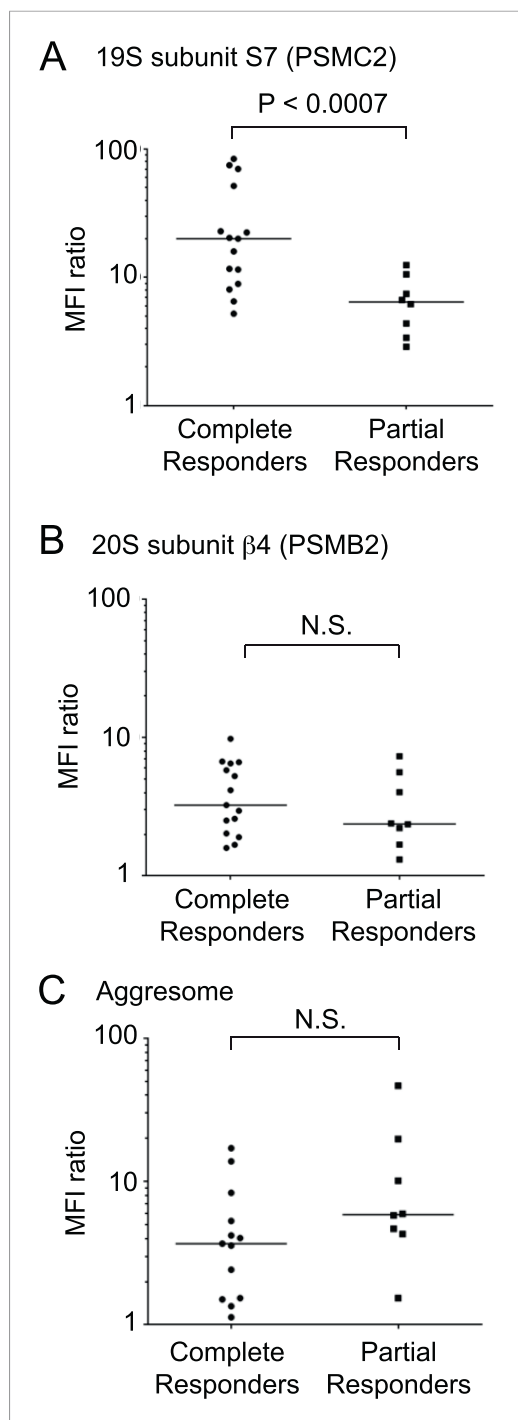 A 19S subunit S7 (PSMC2)
P < 0.0007
100
10
1
MFI ratio
Complete Responders
Partial Responders
B 20S subunit β4 (PSMB2)
N.S.
100
10
1
MFI ratio
Complete Responders
Partial Responders
C Aggresome
N.S.
100
10
1
MFI ratio
Complete Responders
Partial Responders